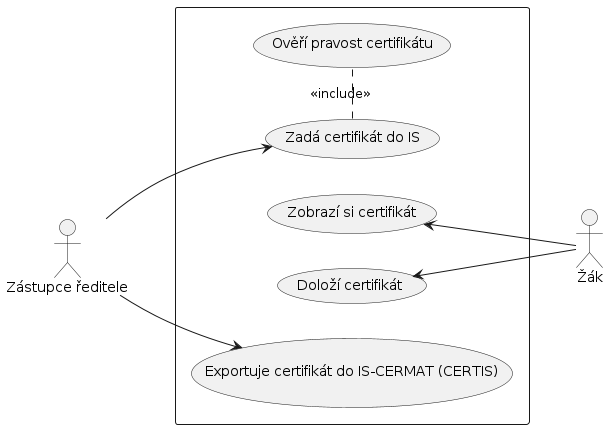 Ověří pravost certifikátu
«include»
Zadá certifikát do IS
Zobrazí si certifikát
Zástupce ředitele
Žák
Doloží certifikát
Exportuje certifikát do IS-CERMAT (CERTIS)